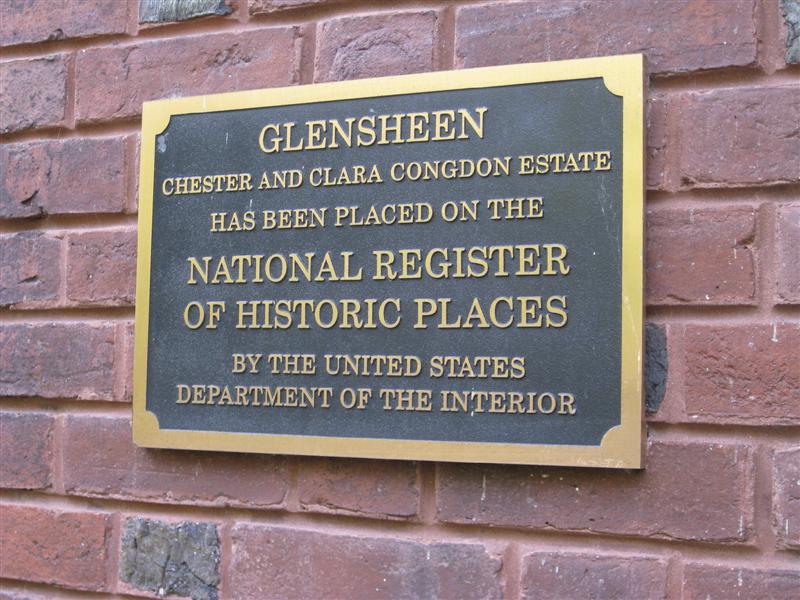 GLENSHEEN
CHESTER AND CLARA CONGDON ESTATE
HAS BEEN PLACED ON THE
NATIONAL REGISTER
OF HISTORIC PLACES
BY THE UNITED STATES
DEPARTMENT OF THE INTERIOR